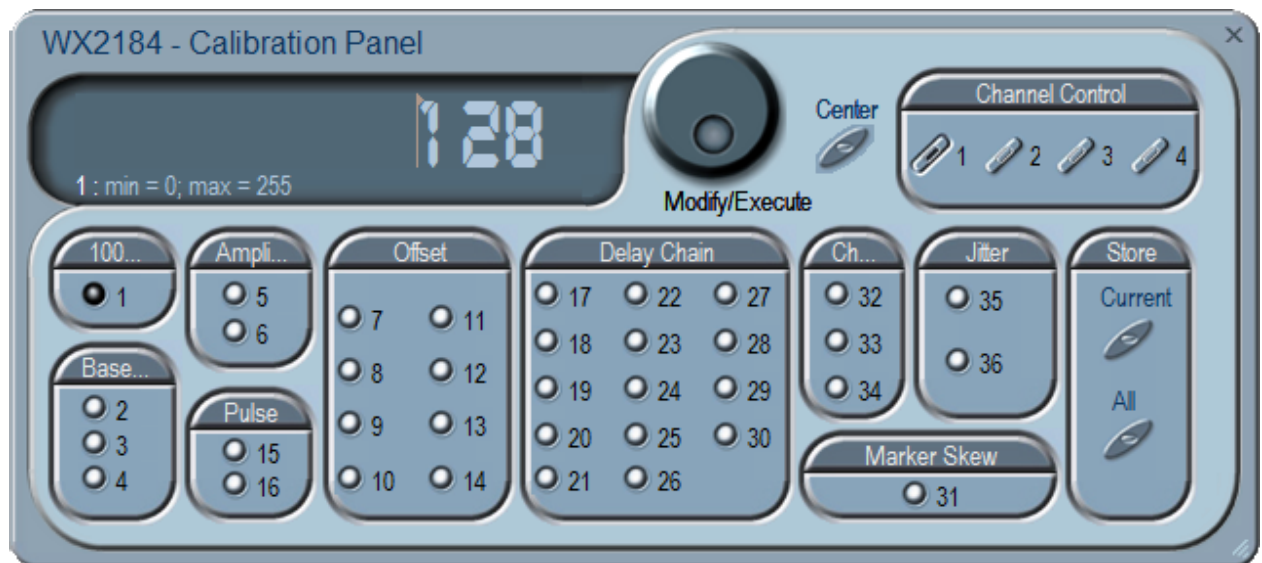 WX2184 - Calibration Panel
128
1 : min = 0; max = 255
Modify/Execute
Center
Channel Control
1 2 3 4
100...
1
Base...
2
3
4
Ampli...
5
6
Pulse
15
16
Offset
7 11
8 12
9 13
10 14
Delay Chain
17 22 27
18 23 28
19 24 29
20 25 30
21 26
Ch...
32
33
34
Jitter
35
36
Marker Skew
31
Store
Current
All